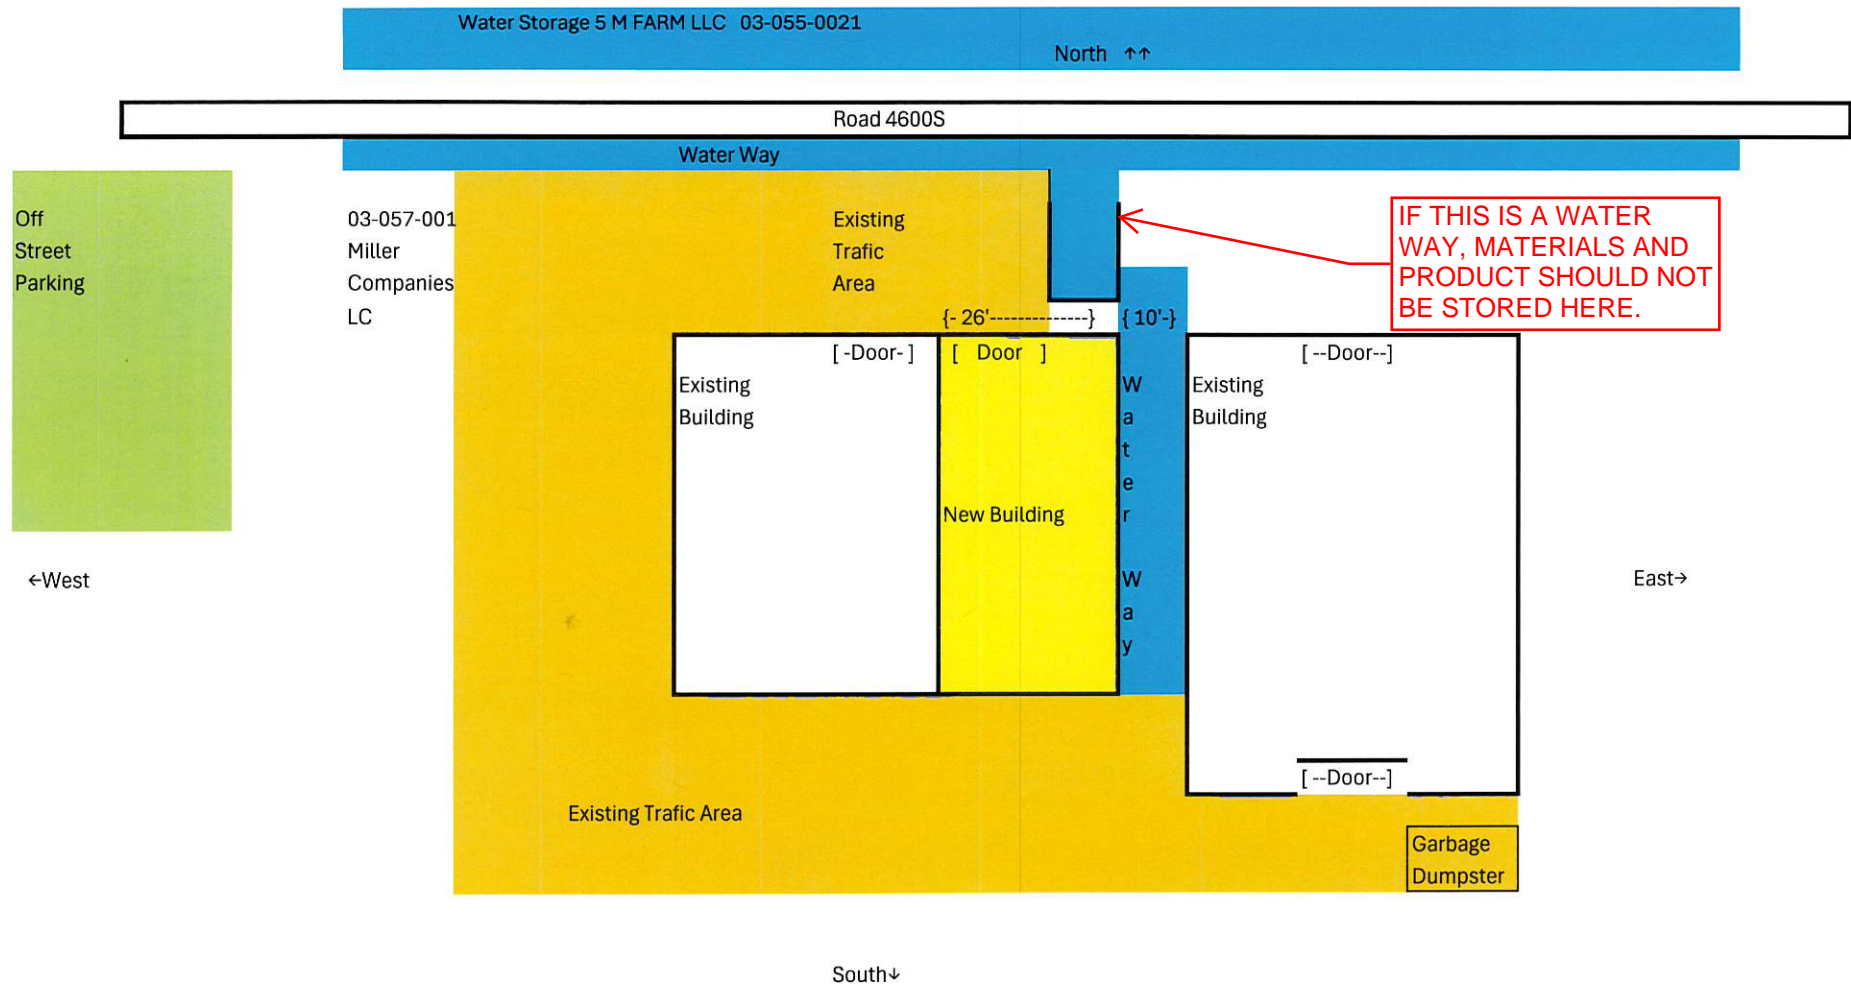 Water Storage 5 M FARM LLC 03-055-0021
North ↑↑
Road 4600S
Water Way
Off
Street
Parking
03-057-001
Miller
Companies
LC
Existing
Trafic
Area
IF THIS IS A WATER
WAY, MATERIALS AND
PRODUCT SHOULD NOT
BE STORED HERE.
{- 26'--------------}
{ 10'-}
[ -Door- ]
[ Door ]
[ --Door--]
Existing
Building
New Building
W
a
t
e
r
W
a
y
Existing
Building
←West
East→
[ --Door--]
Existing Trafic Area
Garbage
Dumpster
South↓